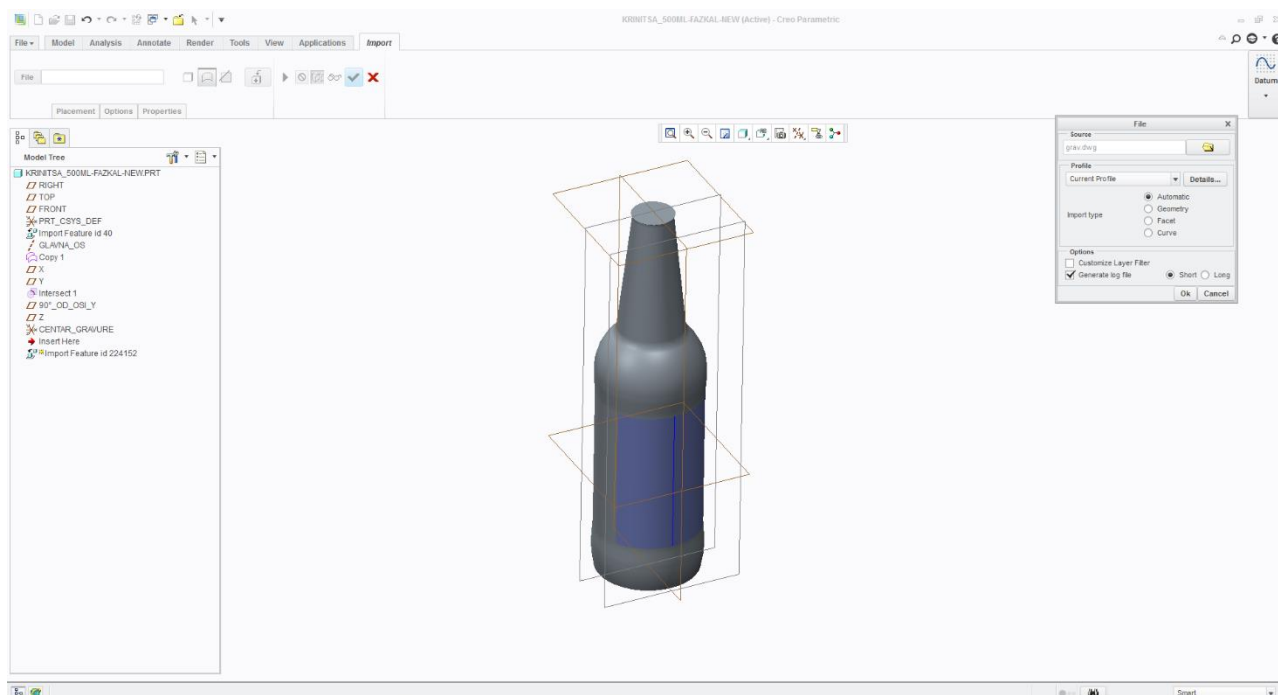 KRINITSA_500ML-FAZKAL-NEW (Active) - Creo Parametric
File Model Analysis Annotate Render Tools View Applications Import
File
Datum
Placement Options Properties
Model Tree
KRINITSA_500ML-FAZKAL-NEW.PRT
RIGHT
TOP
FRONT
PRT_CSYS_DEF
Import Feature id 40
GLAVNA_OS
Copy 1
X
Y
Intersect 1
90°_OD_OSI_Y
Z
CENTAR_GRAVURE
Insert Here
Import Feature id 224152
File X
Source
grav.dwg
Profile
Current Profile Details...
Import type
Automatic
Geometry
Facet
Curve
Options
Customize Layer Filter
Generate log file Short Long
Ok Cancel
Smart